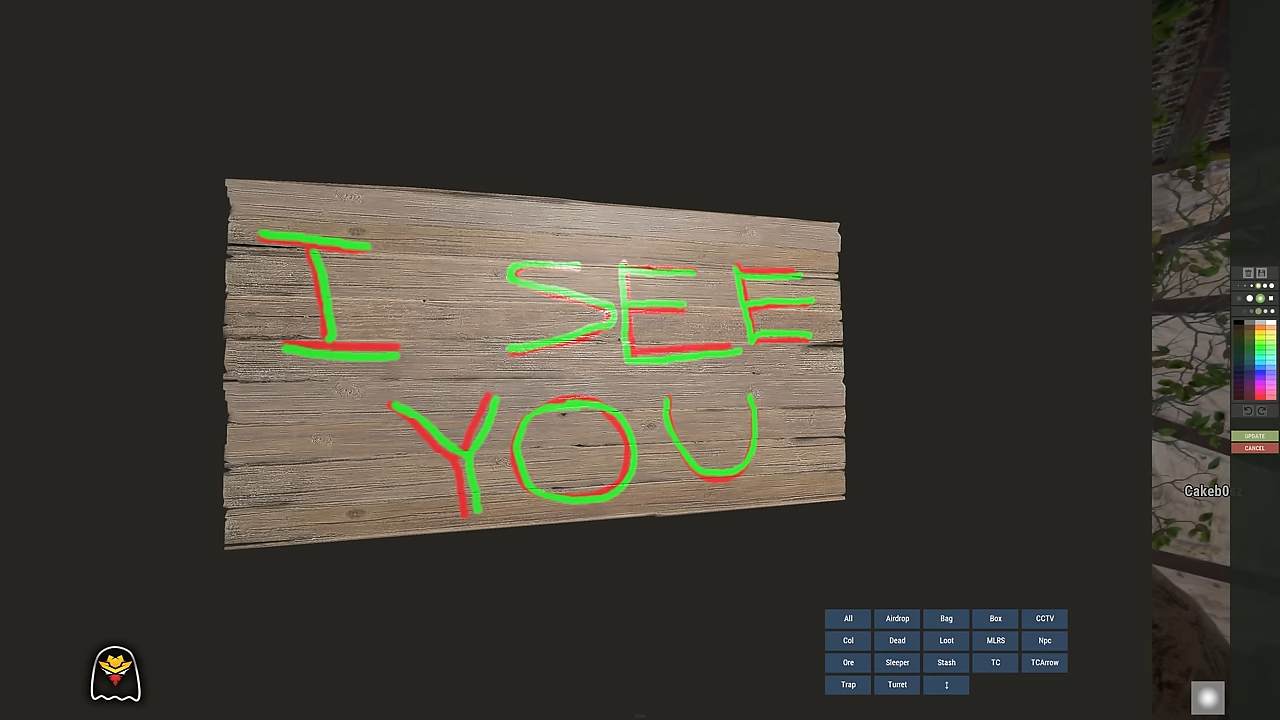 I SEE
YOU
UPDATE
CANCEL
Cakeb0sz
All Airdrop Bag Box CCTV
Col Dead Loot MLRS Npc
Ore Sleeper Stash TC TCArrow
Trap Turret ↕